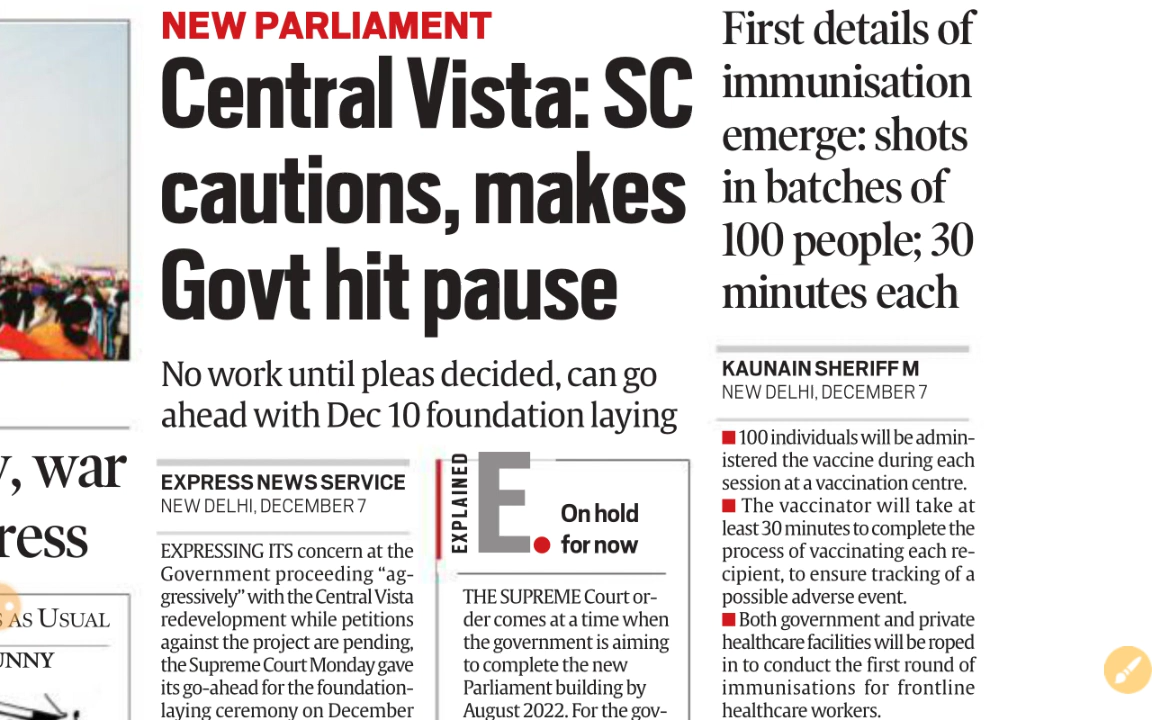 NEW PARLIAMENT
Central Vista: SC
cautions, makes
Govt hit pause
No work until pleas decided, can go
ahead with Dec 10 foundation laying
EXPRESS NEWS SERVICE
NEW DELHI, DECEMBER 7
EXPRESSING ITS concern at the
Government proceeding “ag-
gressively” with the Central Vista
redevelopment while petitions
against the project are pending,
the Supreme Court Monday gave
its go-ahead for the foundation-
laying ceremony on December
EXPLAINED
E.
On hold
for now
THE SUPREME Court or-
der comes at a time when
the government is aiming
to complete the new
Parliament building by
August 2022. For the gov-
First details of
immunisation
emerge: shots
in batches of
100 people; 30
minutes each
KAUNAIN SHERIFF M
NEW DELHI, DECEMBER 7
■ 100 individuals will be admin-
istered the vaccine during each
session at a vaccination centre.
■ The vaccinator will take at
least 30 minutes to complete the
process of vaccinating each re-
cipient, to ensure tracking of a
possible adverse event.
■ Both government and private
healthcare facilities will be roped
in to conduct the first round of
immunisations for frontline
healthcare workers.
war
AS USUAL